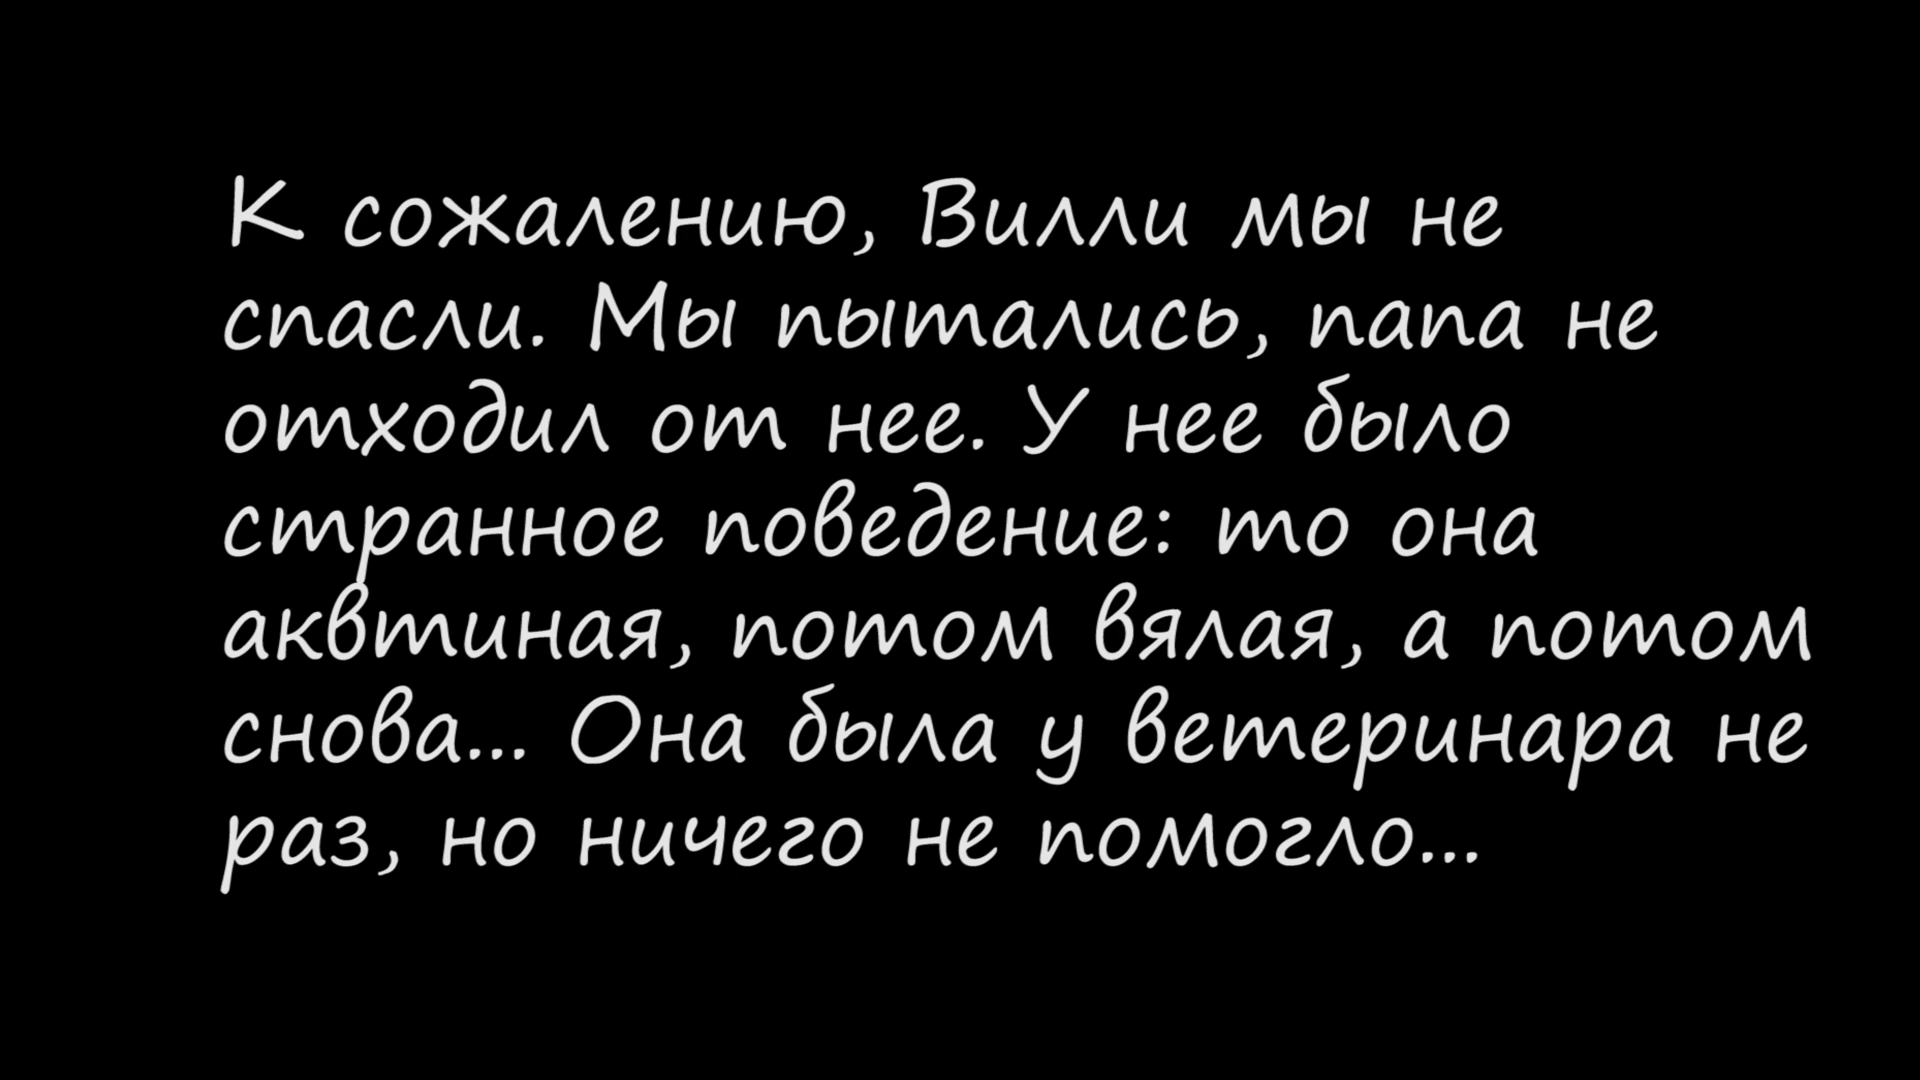 К сожалению, Вилли мы не
спасли. Мы пытались, папа не
отходил от нее. У нее было
странное поведение: то она
аквтиная, потом вялая, а потом
снова... Она была у ветеринара не
раз, но ничего не помогло...